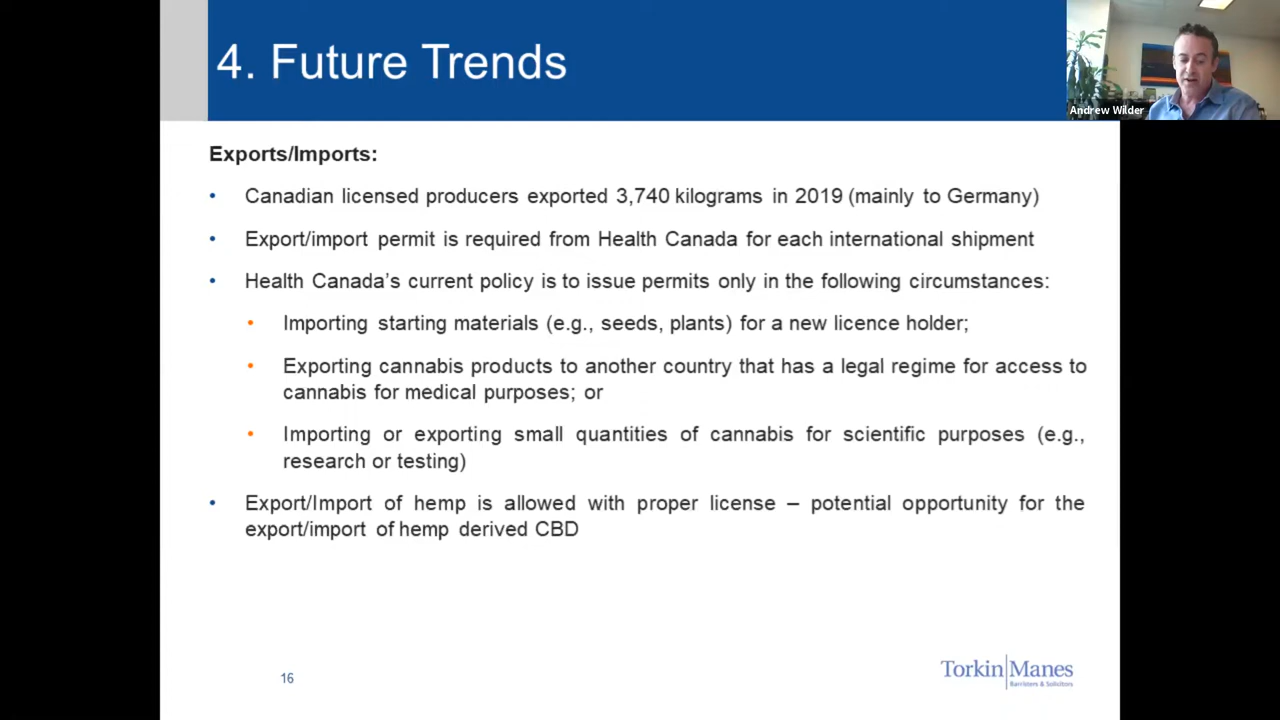 4. Future Trends
Andrew Wilder
Exports/Imports:
• Canadian licensed producers exported 3,740 kilograms in 2019 (mainly to Germany)
• Export/import permit is required from Health Canada for each international shipment
• Health Canada's current policy is to issue permits only in the following circumstances:
• Importing starting materials (e.g., seeds, plants) for a new licence holder;
• Exporting cannabis products to another country that has a legal regime for access to
cannabis for medical purposes; or
• Importing or exporting small quantities of cannabis for scientific purposes (e.g.,
research or testing)
• Export/Import of hemp is allowed with proper license – potential opportunity for the
export/import of hemp derived CBD
16
Torkin|Manes
Barristers & Solicitors